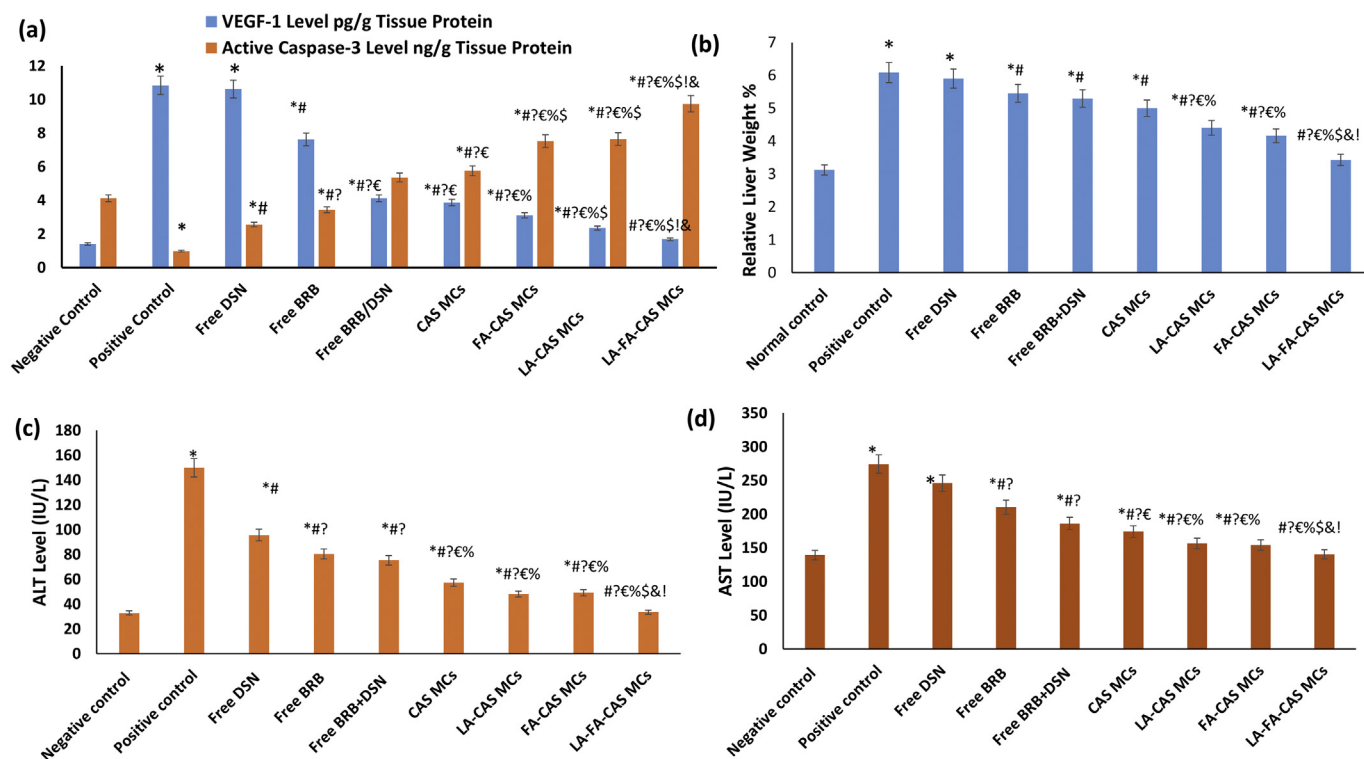 (a)
VEGF-1 Level pg/g Tissue Protein
Active Caspase-3 Level ng/g Tissue Protein
12
10
8
6
4
2
0
*
*
*
*#
*#
*#?
*#?€
*#?€
*#?€
*#?€%
*#?€%$
*#?€%$
*#?€%$
*#?€%$!&
#?€%$!&
Negative Control
Positive Control
Free DSN
Free BRB
Free BRB/DSN
CAS MCs
FA-CAS MCs
LA-CAS MCs
LA-FA-CAS MCs
(b)
Relative Liver Weight %
7
6
5
4
3
2
1
0
*
*
*#
*#
*#
*#?€%
*#?€%
#?€%$&!
Normal control
Positive control
Free DSN
Free BRB
Free BRB+DSN
CAS MCs
LA-CAS MCs
FA-CAS MCs
LA-FA-CAS MCs
(c)
ALT Level (IU/L)
180
160
140
120
100
80
60
40
20
0
*
*#
*#?
*#?
*#?€%
*#?€%
*#?€%
#?€%$&!
Negative control
Positive control
Free DSN
Free BRB
Free BRB+DSN
CAS MCs
LA-CAS MCs
FA-CAS MCs
LA-FA-CAS MCs
(d)
AST Level (IU/L)
350
300
250
200
150
100
50
0
*
*
*#?
*#?
*#?€
*#?€%
*#?€%
#?€%$&!
Negative control
Positive control
Free DSN
Free BRB
Free BRB+DSN
CAS MCs
LA-CAS MCs
FA-CAS MCs
LA-FA-CAS MCs